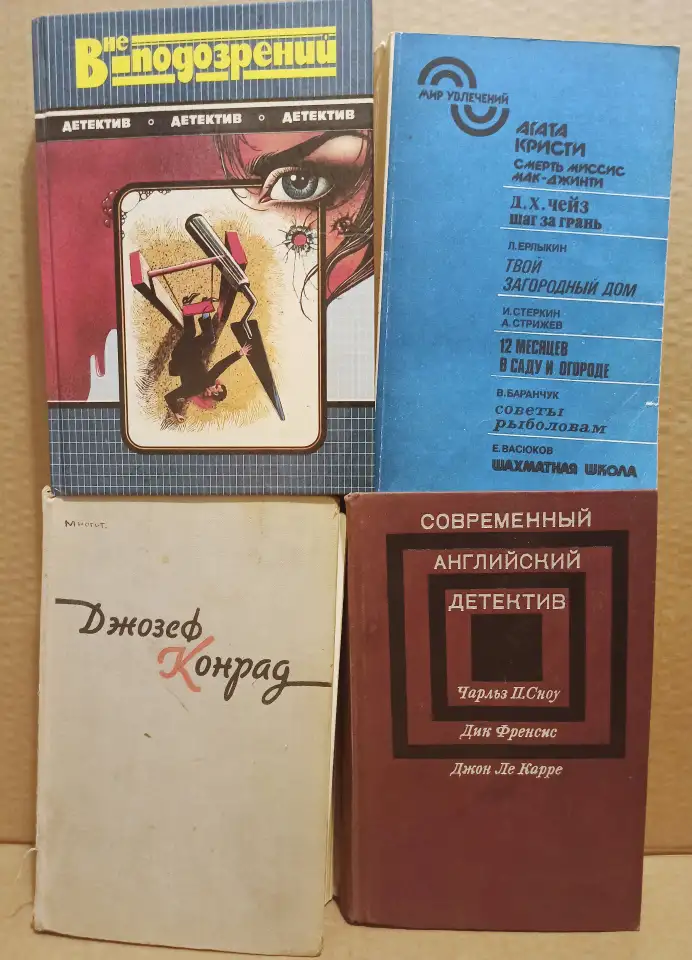 Вне
подозрений
ДЕТЕКТИВ ДЕТЕКТИВ ДЕТЕКТИВ
МИР УВЛЕЧЕНИЙ
АГАТА
КРИСТИ
СМЕРТЬ МИССИС
МАК-ДЖИНТИ
Д.Х. ЧЕЙЗ
ШАГ ЗА ГРАНЬ
Л. ЕРЛЫКИН
ТВОЙ
ЗАГОРОДНЫЙ ДОМ
И. СТЕРКИН
А. СТРИЖЕВ
12 МЕСЯЦЕВ
В САДУ И ОГОРОДЕ
В. БАРАНЧУК
советы
рыболовам
Е. ВАСЮКОВ
ШАХМАТНАЯ ШКОЛА
Джозеф
Конрад
СОВРЕМЕННЫЙ
АНГЛИЙСКИЙ
ДЕТЕКТИВ
Чарльз П. Сноу
Дик Френсис
Джон Ле Карре